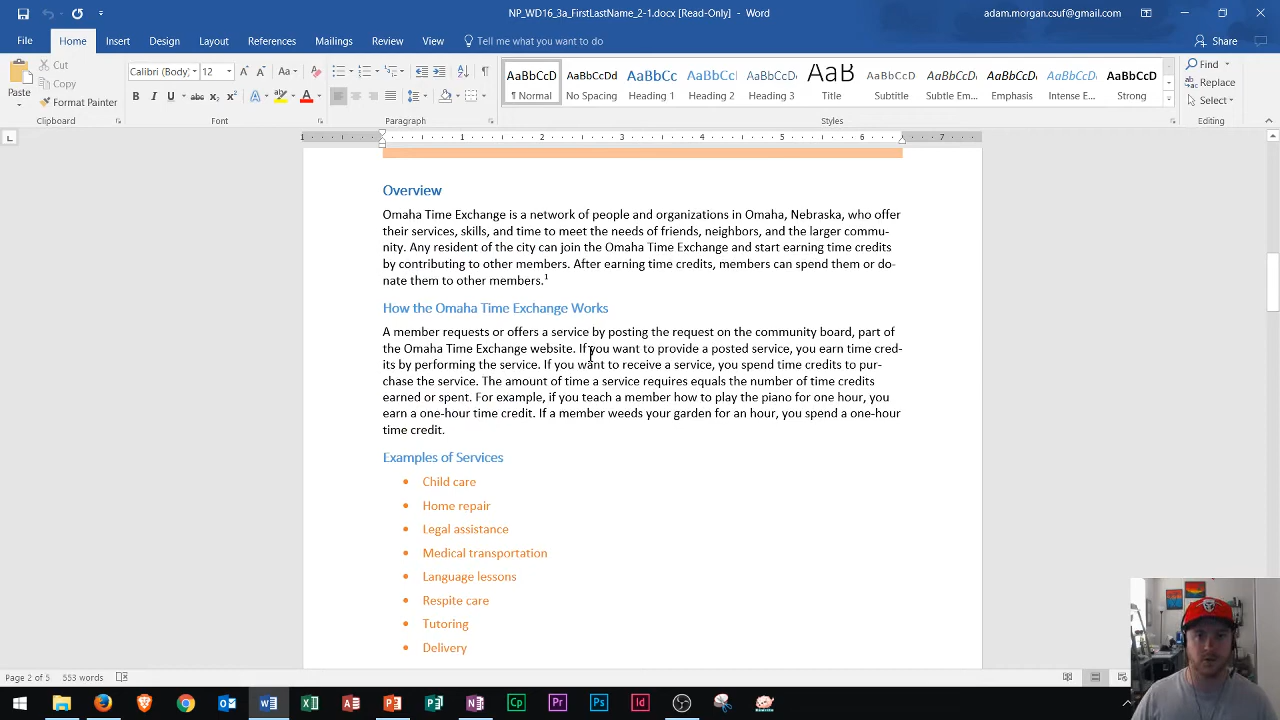 NP_WD16_3a_FirstLastName_2-1.docx [Read-Only] - Word
adam.morgan.csuf@gmail.com
File Home Insert Design Layout References Mailings Review View Tell me what you want to do Share
Paste
Cut
Copy
Format Painter
Clipboard
Calibri (Body) 12
Font
Paragraph
AaBbCcD AaBbCcDd AaBbCc AaBbCcI AaBbCcDd AaB AaBbCcD AaBbCcD AaBbCcD AaBbCcD AaBbCcD
¶ Normal No Spacing Heading 1 Heading 2 Heading 3 Title Subtitle Subtle Em... Emphasis Intense E... Strong
Styles
Find
Replace
Select
Editing
1 1 2 3 4 5 6 7
Overview
Omaha Time Exchange is a network of people and organizations in Omaha, Nebraska, who offer
their services, skills, and time to meet the needs of friends, neighbors, and the larger commu-
nity. Any resident of the city can join the Omaha Time Exchange and start earning time credits
by contributing to other members. After earning time credits, members can spend them or do-
nate them to other members.1
How the Omaha Time Exchange Works
A member requests or offers a service by posting the request on the community board, part of
the Omaha Time Exchange website. If you want to provide a posted service, you earn time cred-
its by performing the service. If you want to receive a service, you spend time credits to pur-
chase the service. The amount of time a service requires equals the number of time credits
earned or spent. For example, if you teach a member how to play the piano for one hour, you
earn a one-hour time credit. If a member weeds your garden for an hour, you spend a one-hour
time credit.
Examples of Services
• Child care
• Home repair
• Legal assistance
• Medical transportation
• Language lessons
• Respite care
• Tutoring
• Delivery
Page 2 of 5 553 words